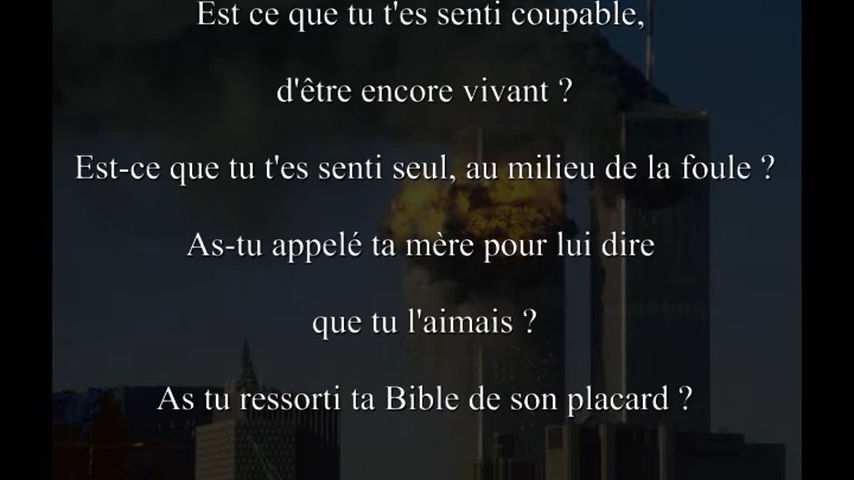 Est ce que tu t'es senti coupable,
d'être encore vivant ?
Est-ce que tu t'es senti seul, au milieu de la foule ?
As-tu appelé ta mère pour lui dire
que tu l'aimais ?
As tu ressorti ta Bible de son placard ?